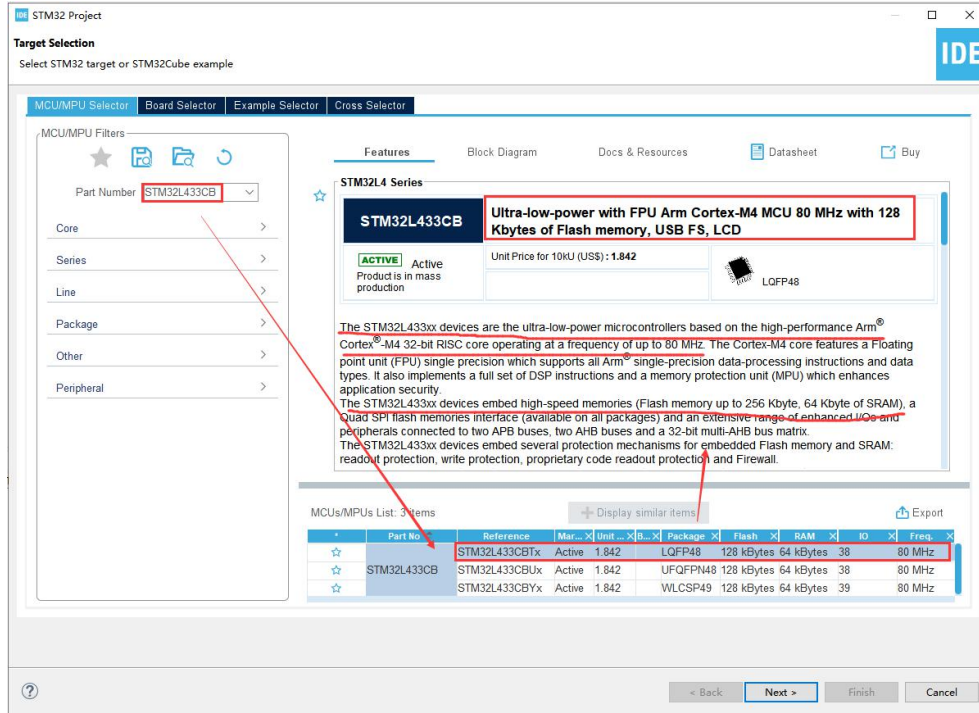 IDE STM32 Project
Target Selection
Select STM32 target or STM32Cube example
IDE
MCU/MPU Selector Board Selector Example Selector Cross Selector
MCU/MPU Filters
Part Number STM32L433CB
Core
Series
Line
Package
Other
Peripheral
Features Block Diagram Docs & Resources Datasheet Buy
STM32L4 Series
STM32L433CB
Ultra-low-power with FPU Arm Cortex-M4 MCU 80 MHz with 128
Kbytes of Flash memory, USB FS, LCD
ACTIVE Active
Product is in mass
production
Unit Price for 10kU (US$) : 1.842
LQFP48
The STM32L433xx devices are the ultra-low-power microcontrollers based on the high-performance Arm®
Cortex®-M4 32-bit RISC core operating at a frequency of up to 80 MHz. The Cortex-M4 core features a Floating
point unit (FPU) single precision which supports all Arm® single-precision data-processing instructions and data
types. It also implements a full set of DSP instructions and a memory protection unit (MPU) which enhances
application security.
The STM32L433xx devices embed high-speed memories (Flash memory up to 256 Kbyte, 64 Kbyte of SRAM), a
Quad SPI flash memories interface (available on all packages) and an extensive range of enhanced I/Os and
peripherals connected to two APB buses, two AHB buses and a 32-bit multi-AHB bus matrix.
The STM32L433xx devices embed several protection mechanisms for embedded Flash memory and SRAM:
readout protection, write protection, proprietary code readout protection and Firewall.
MCUs/MPUs List: 3 items + Display similar items Export
* Part No Reference Mar... X Unit ... X B... X Package X Flash X RAM X IO X Freq. X
STM32L433CB
STM32L433CBTx Active 1.842 LQFP48 128 kBytes 64 kBytes 38 80 MHz
STM32L433CBUx Active 1.842 UFQFPN48 128 kBytes 64 kBytes 38 80 MHz
STM32L433CBYx Active 1.842 WLCSP49 128 kBytes 64 kBytes 39 80 MHz
? < Back Next > Finish Cancel